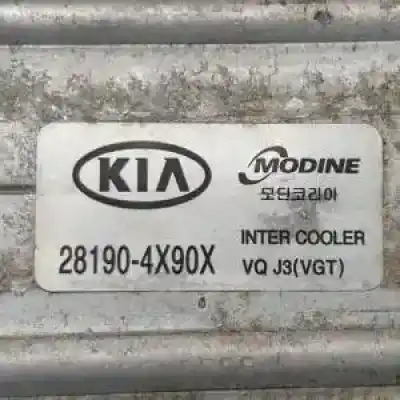 KIA
MODINE
모딘코리아
INTER COOLER
28190-4X90X
VQ J3(VGT)